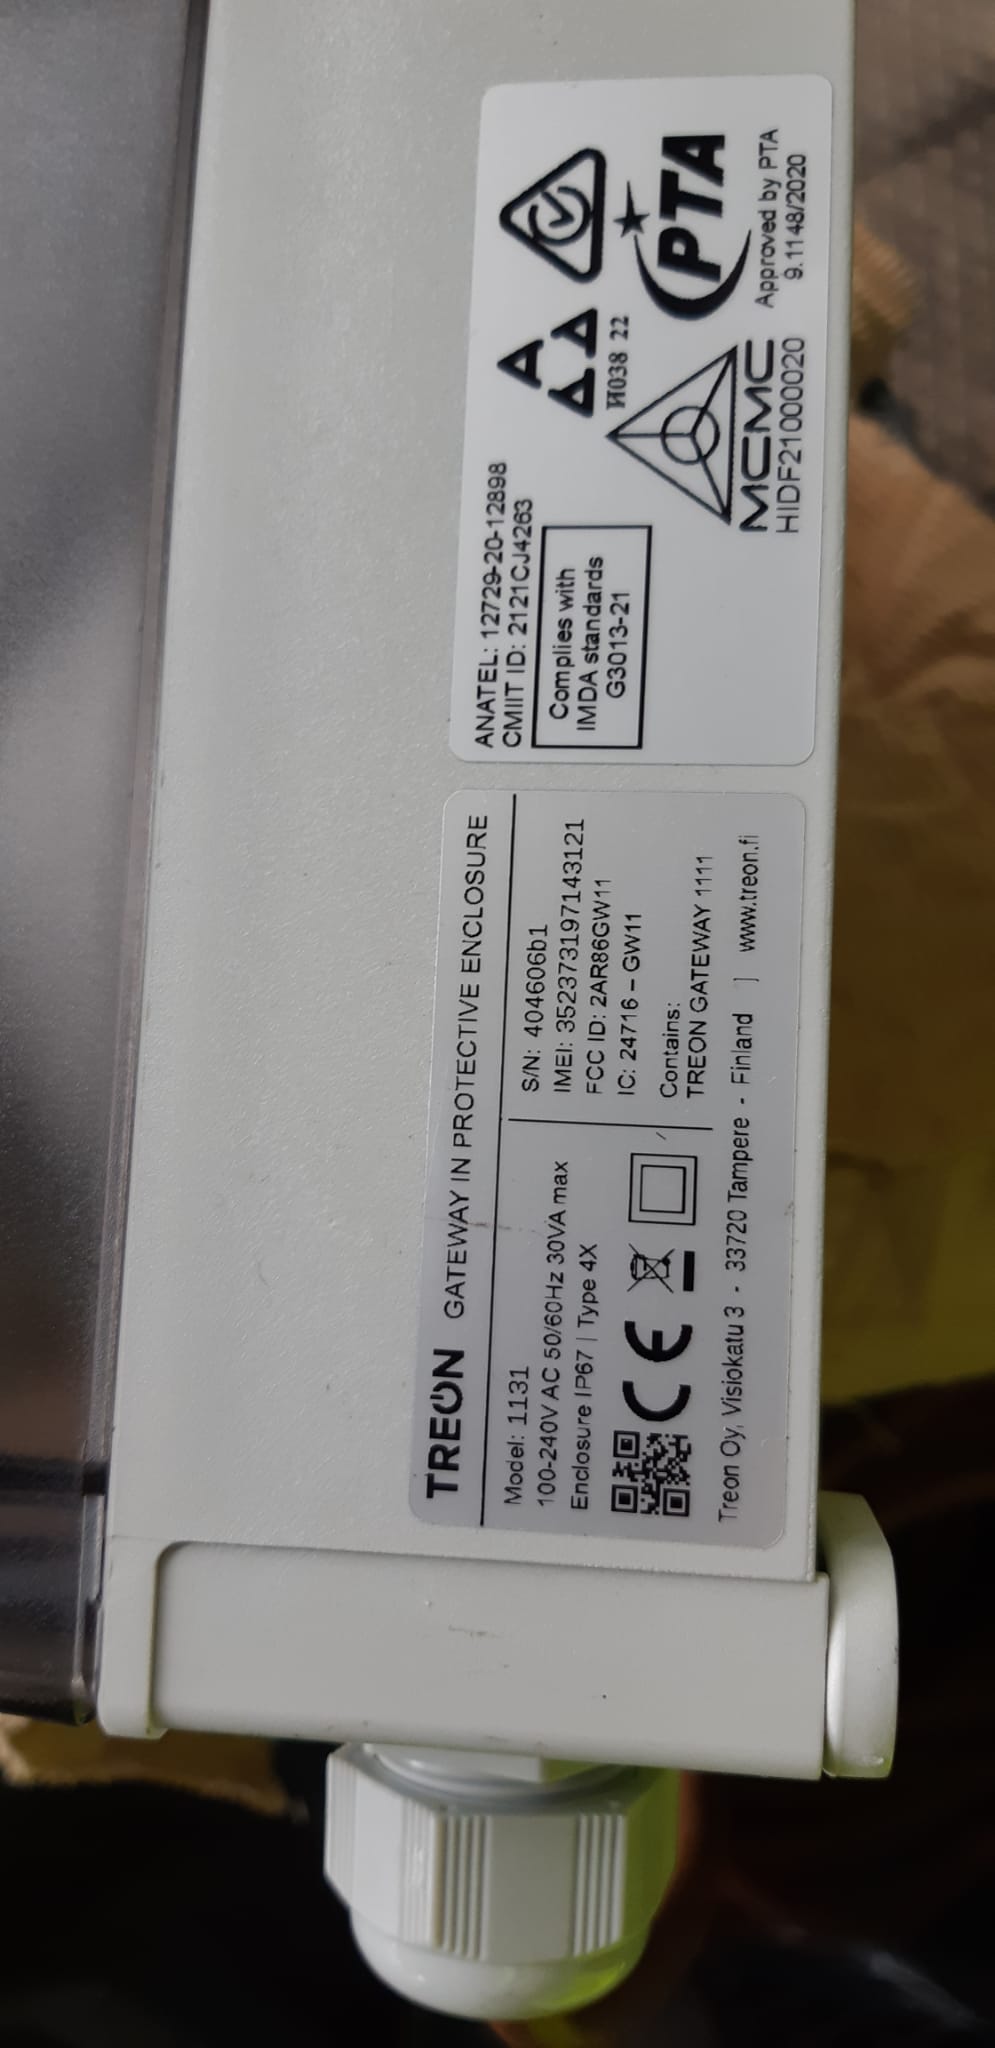 TREON GATEWAY IN PROTECTIVE ENCLOSURE
Model: 1131
100-240V AC 50/60Hz 30VA max
Enclosure IP67 | Type 4X
CE
S/N: 404606b1
IMEI: 352373197143121
FCC ID: 2AR86GW11
IC: 24716 – GW11
Contains:
TREON GATEWAY 1111
Treon Oy, Visiokatu 3 - 33720 Tampere - Finland | www.treon.fi
ANATEL: 12729-20-12898
CMIIT ID: 2121CJ4263
Complies with
IMDA standards
G3013-21
И038 22
MCMC
HIDF21000020
PTA
Approved by PTA
9.1148/2020